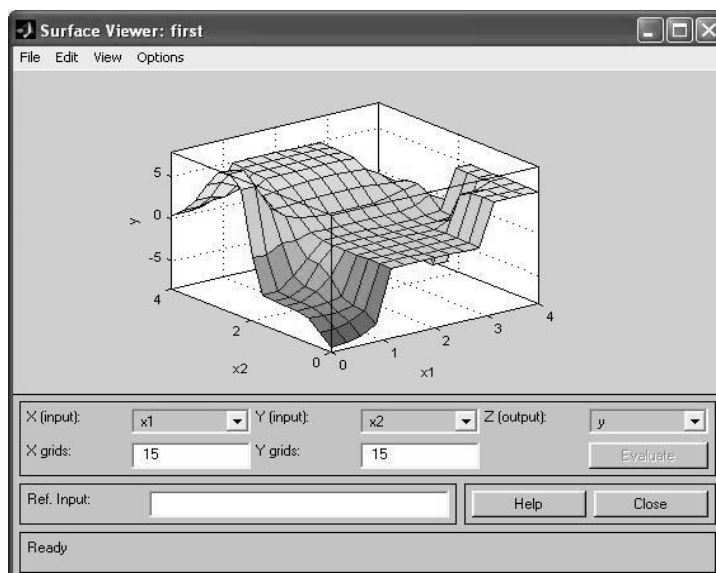 Surface Viewer: first
File Edit View Options
5
0
-5
y
4
2
0
x2
0
1
2
3
4
x1
X (input): x1 Y (input): x2 Z (output): y
X grids: 15 Y grids: 15 Evaluate
Ref. Input: Help Close
Ready